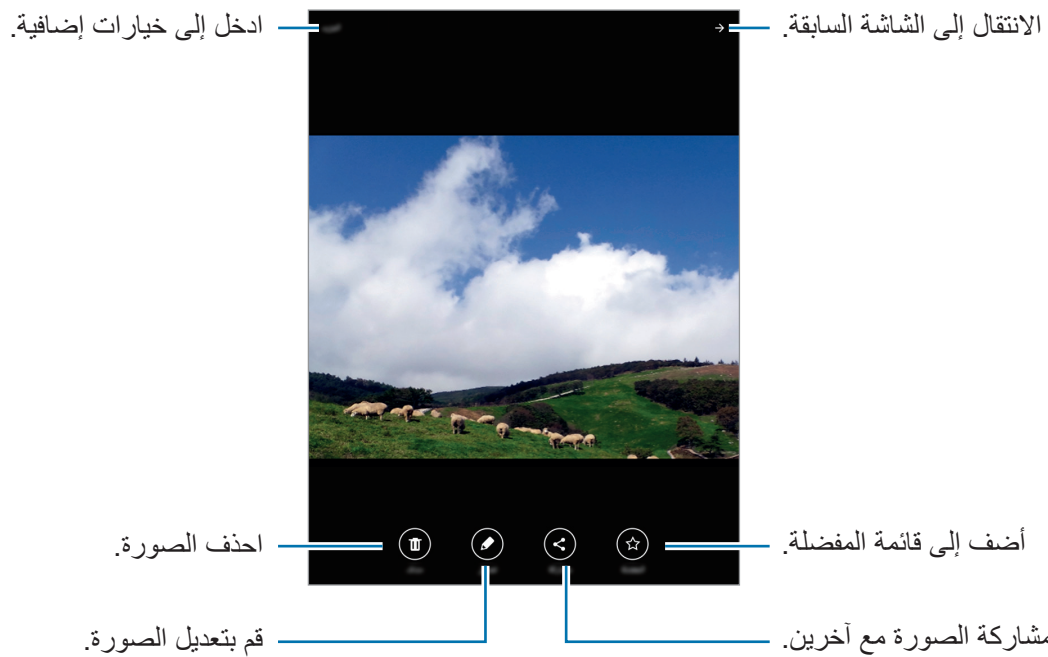 الانتقال إلى الشاشة السابقة.
ادخل إلى خيارات إضافية.
أضف إلى قائمة المفضلة.
احذف الصورة.
مشاركة الصورة مع آخرين.
قم بتعديل الصورة.